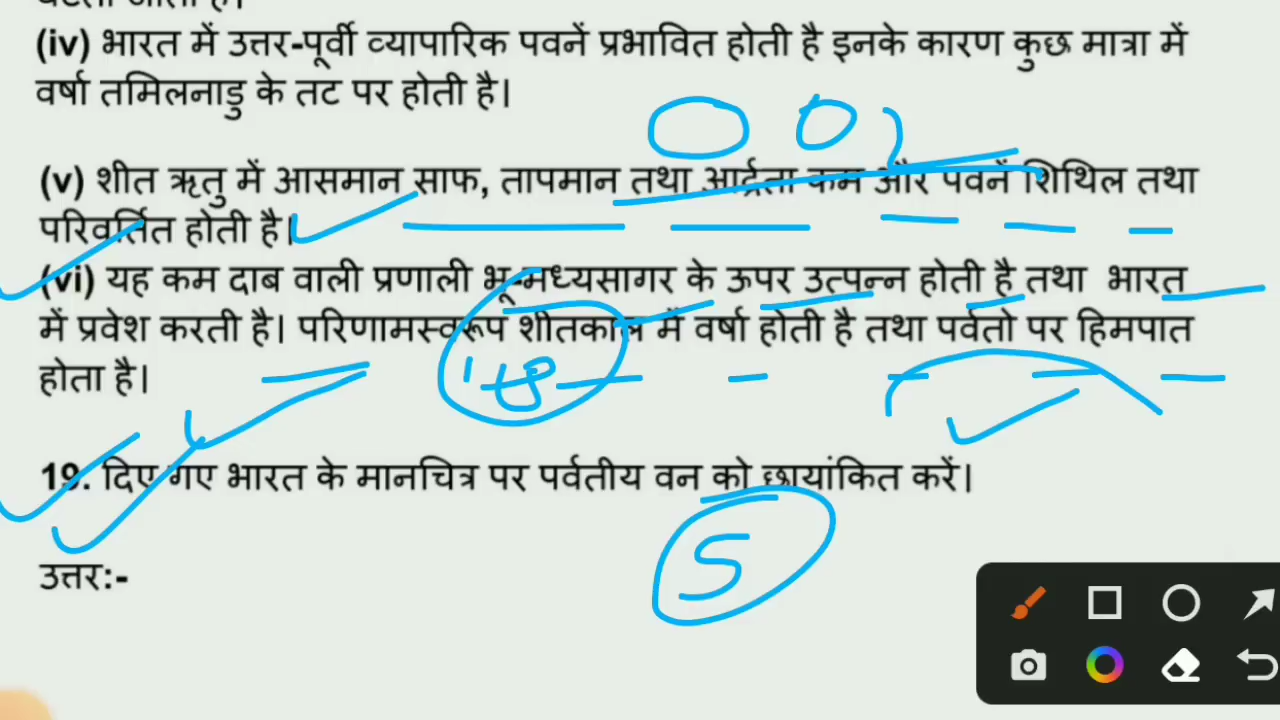 (iv) भारत में उत्तर-पूर्वी व्यापारिक पवनें प्रभावित होती है इनके कारण कुछ मात्रा में
वर्षा तमिलनाडु के तट पर होती है।
(v) शीत ऋतु में आसमान साफ, तापमान तथा आर्द्रता कम और पवनें शिथिल तथा
परिवर्तित होती है।
(vi) यह कम दाब वाली प्रणाली भू-मध्यसागर के ऊपर उत्पन्न होती है तथा भारत
में प्रवेश करती है। परिणामस्वरूप शीतकाल में वर्षा होती है तथा पर्वतो पर हिमपात
होता है।
19. दिए गए भारत के मानचित्र पर पर्वतीय वन को छायांकित करें।
5
उत्तर:-